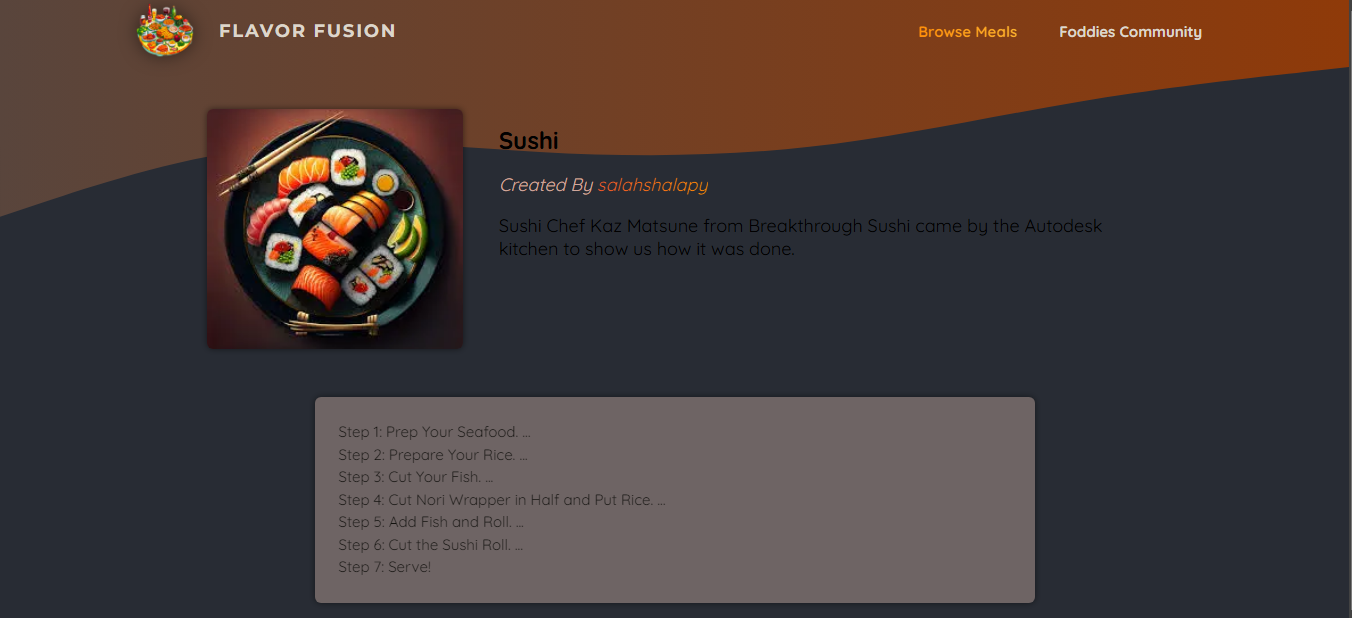 FLAVOR FUSION
Browse Meals
Foddies Community
Sushi
Created By salahshalapy
Sushi Chef Kaz Matsune from Breakthrough Sushi came by the Autodesk
kitchen to show us how it was done.
Step 1: Prep Your Seafood. ...
Step 2: Prepare Your Rice. ...
Step 3: Cut Your Fish. ...
Step 4: Cut Nori Wrapper in Half and Put Rice. ...
Step 5: Add Fish and Roll. ...
Step 6: Cut the Sushi Roll. ...
Step 7: Serve!